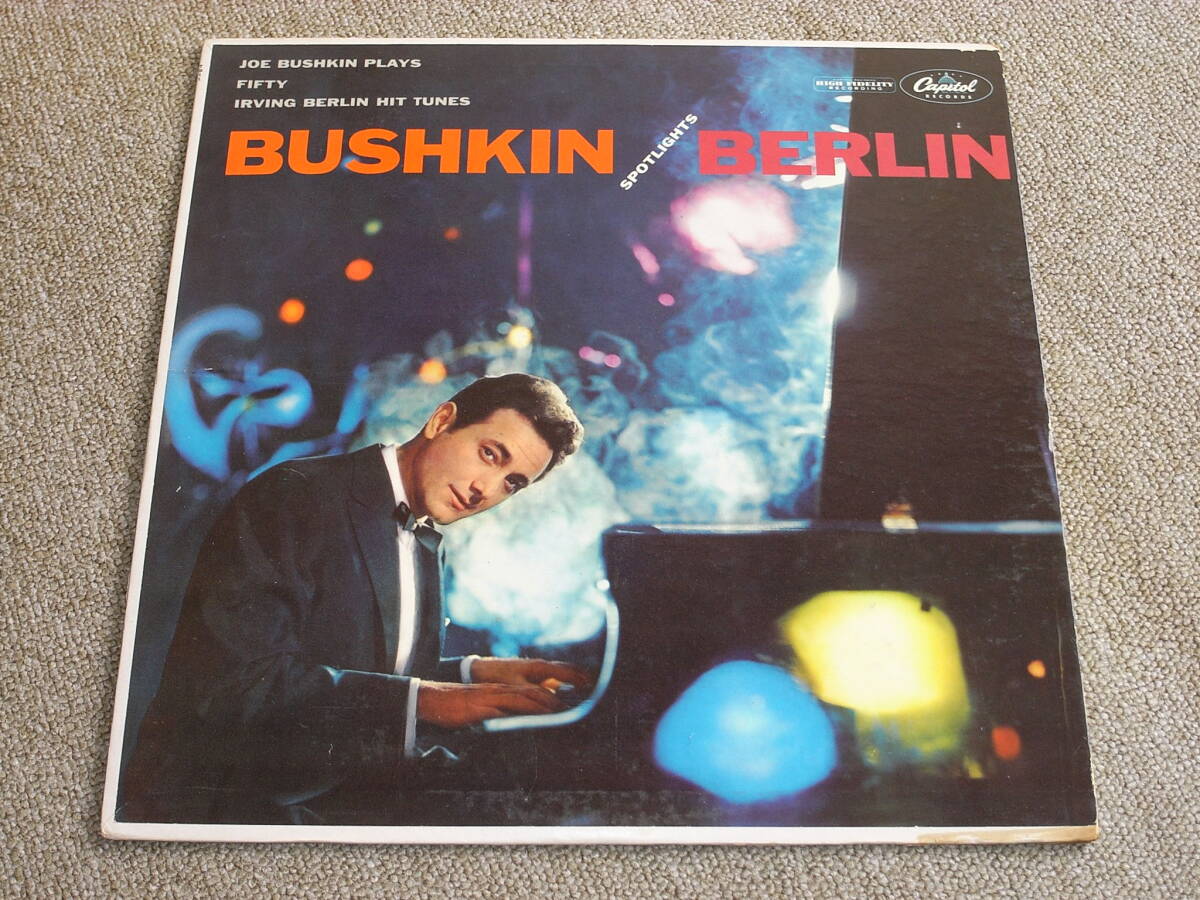 JOE BUSHKIN PLAYS
FIFTY
IRVING BERLIN HIT TUNES
HIGH FIDELITY
RECORDING
Capitol
RECORDS
BUSHKIN SPOTLIGHTS BERLIN